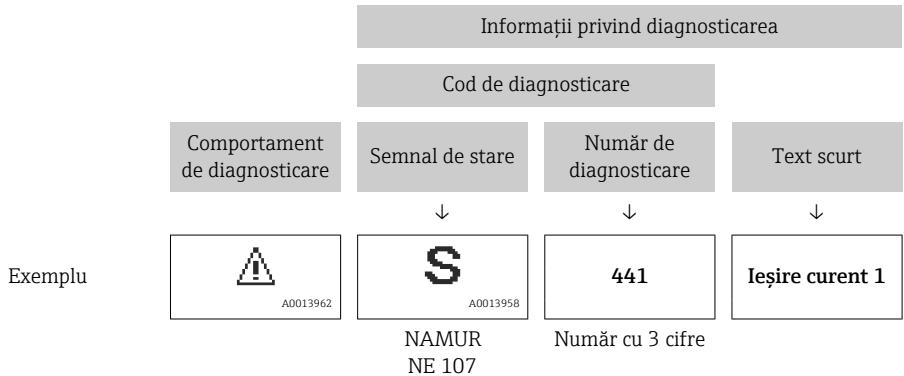 Informații privind diagnosticarea
Cod de diagnosticare
Comportament
de diagnosticare
Semnal de stare
Număr de
diagnosticare
Text scurt
↓ ↓ ↓
Exemplu
A0013962
S
A0013958
441
Ieșire curent 1
NAMUR
NE 107
Număr cu 3 cifre